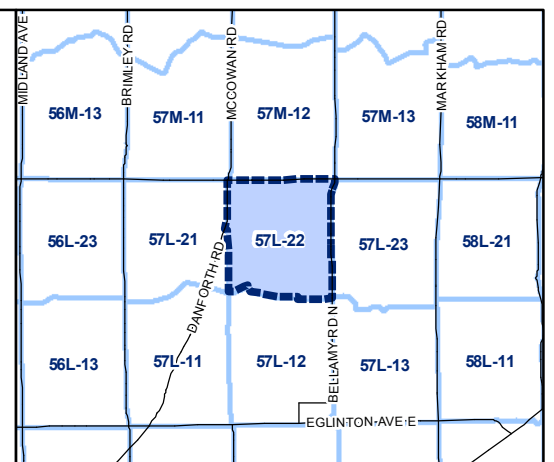 MIDLAND AVE
BRIMLEY RD
MCCOWAN RD
MARKHAM RD
56M-13
57M-11
57M-12
57M-13
58M-11
56L-23
57L-21
57L-22
57L-23
58L-21
DANFORTH RD
56L-13
57L-11
57L-12
BELLAMY RD N
57L-13
58L-11
EGLINTON AVE E